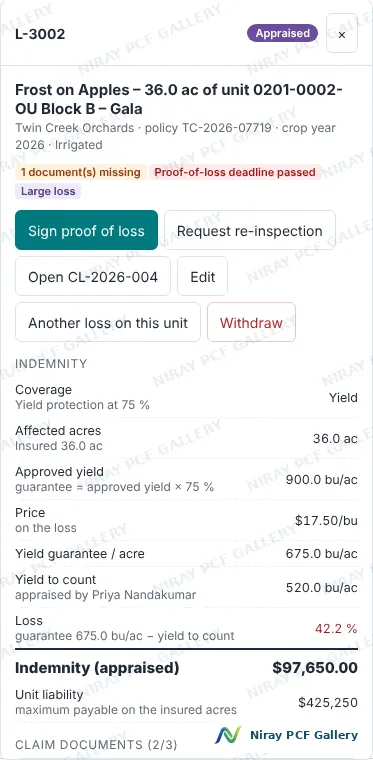 L-3002
Appraised
×
Frost on Apples – 36.0 ac of unit 0201-0002-
OU Block B – Gala
Twin Creek Orchards · policy TC-2026-07719 · crop year
2026 · Irrigated
1 document(s) missing Proof-of-loss deadline passed
Large loss
Sign proof of loss Request re-inspection
Open CL-2026-004 Edit
Another loss on this unit Withdraw
INDEMNITY
Coverage
Yield protection at 75 %
Yield
Affected acres
Insured 36.0 ac
36.0 ac
Approved yield
guarantee = approved yield × 75 %
900.0 bu/ac
Price
on the loss
$17.50/bu
Yield guarantee / acre 675.0 bu/ac
Yield to count
appraised by Priya Nandakumar
520.0 bu/ac
Loss
guarantee 675.0 bu/ac − yield to count
42.2 %
Indemnity (appraised) $97,650.00
Unit liability
maximum payable on the insured acres
$425,250
CLAIM DOCUMENTS (2/3)
Niray PCF Gallery
NIRAY PCF GALLERY